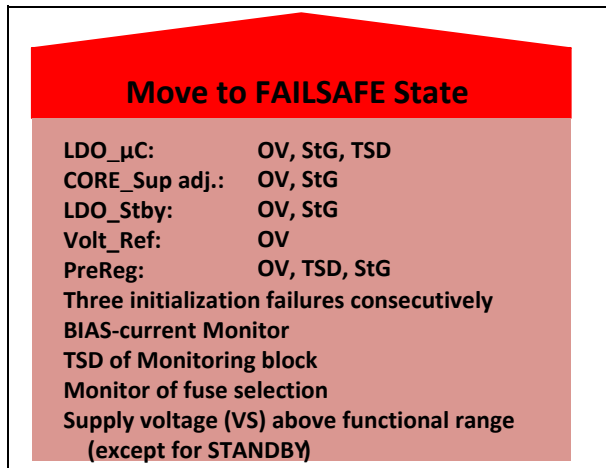 Move to FAILSAFE State
LDO_µC: OV, StG, TSD
CORE_Sup adj.: OV, StG
LDO_Stby: OV, StG
Volt_Ref: OV
PreReg: OV, TSD, StG
Three initialization failures consecutively
BIAS-current Monitor
TSD of Monitoring block
Monitor of fuse selection
Supply voltage (VS) above functional range
(except for STANDBY)